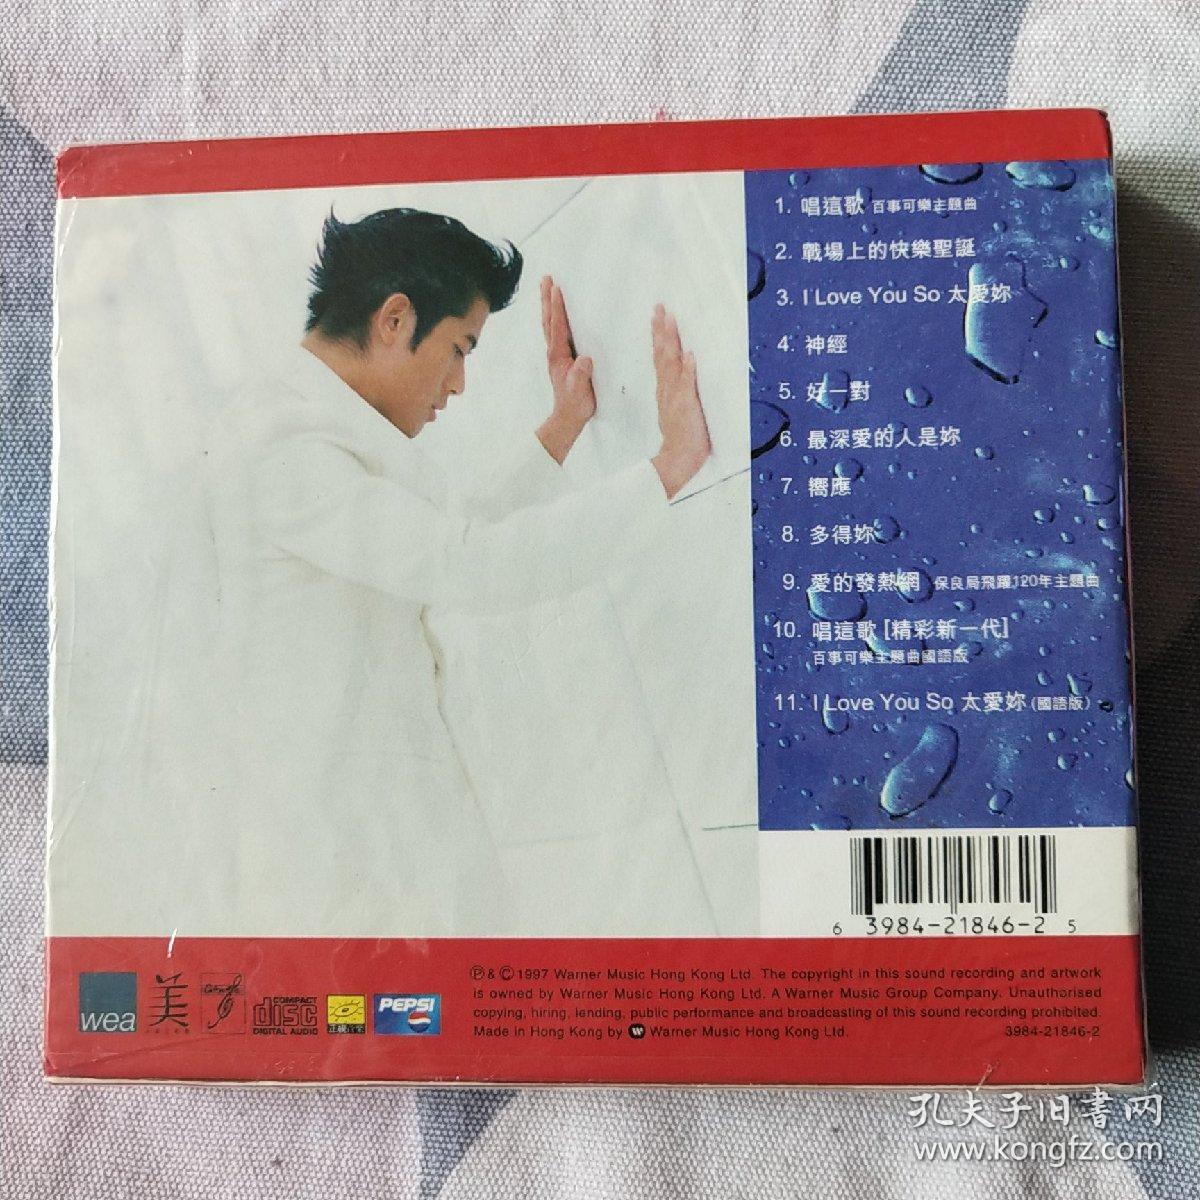 1. 唱這歌 百事可樂主題曲
2. 戰場上的快樂聖誕
3. I Love You So 太愛妳
4. 神經
5. 好一對
6. 最深愛的人是妳
7. 嚮應
8. 多得妳
9. 愛的發熱網 保良局飛躍120年主題曲
10. 唱這歌 [精彩新一代]
百事可樂主題曲國語版
11. I Love You So 太愛妳 (國語版)
6 3984-21846-2 5
℗ & © 1997 Warner Music Hong Kong Ltd. The copyright in this sound recording and artwork
is owned by Warner Music Hong Kong Ltd. A Warner Music Group Company. Unauthorised
copying, hiring, lending, public performance and broadcasting of this sound recording prohibited.
Made in Hong Kong by Warner Music Hong Kong Ltd. 3984-21846-2
wea
美
COMPACT
disc
DIGITAL AUDIO
PEPSI
孔夫子旧書网
www.kongfz.com